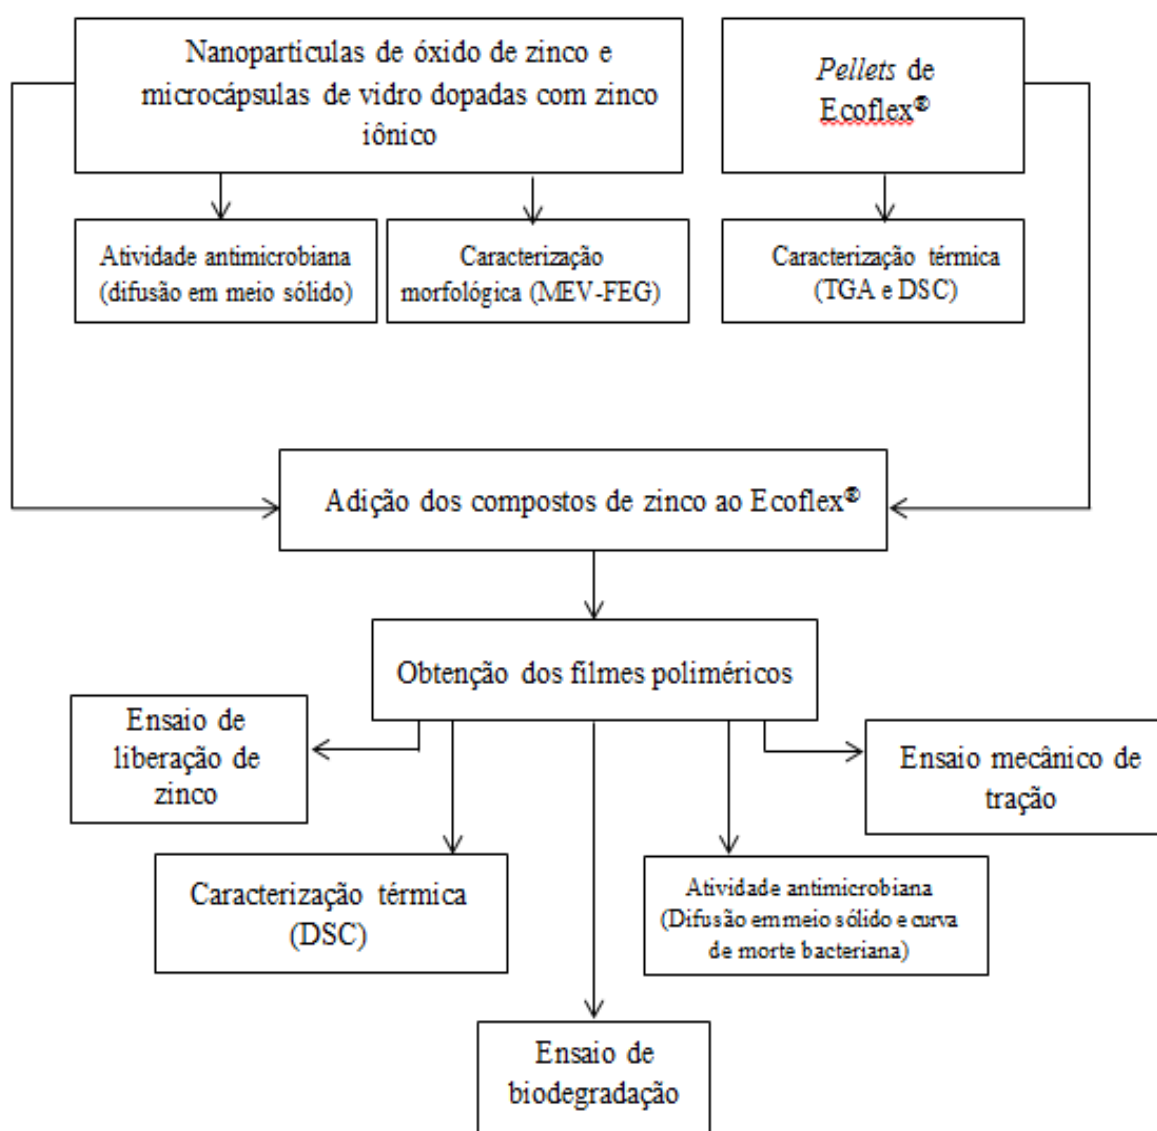 Nanopartículas de óxido de zinco e
microcápsulas de vidro dopadas com zinco
iônico
Pellets de
Ecoflex®
Atividade antimicrobiana
(difusão em meio sólido)
Caracterização
morfológica (MEV-FEG)
Caracterização térmica
(TGA e DSC)
Adição dos compostos de zinco ao Ecoflex®
Obtenção dos filmes poliméricos
Ensaio de
liberação de
zinco
Ensaio mecânico de
tração
Caracterização térmica
(DSC)
Atividade antimicrobiana
(Difusão em meio sólido e curva
de morte bacteriana)
Ensaio de
biodegradação